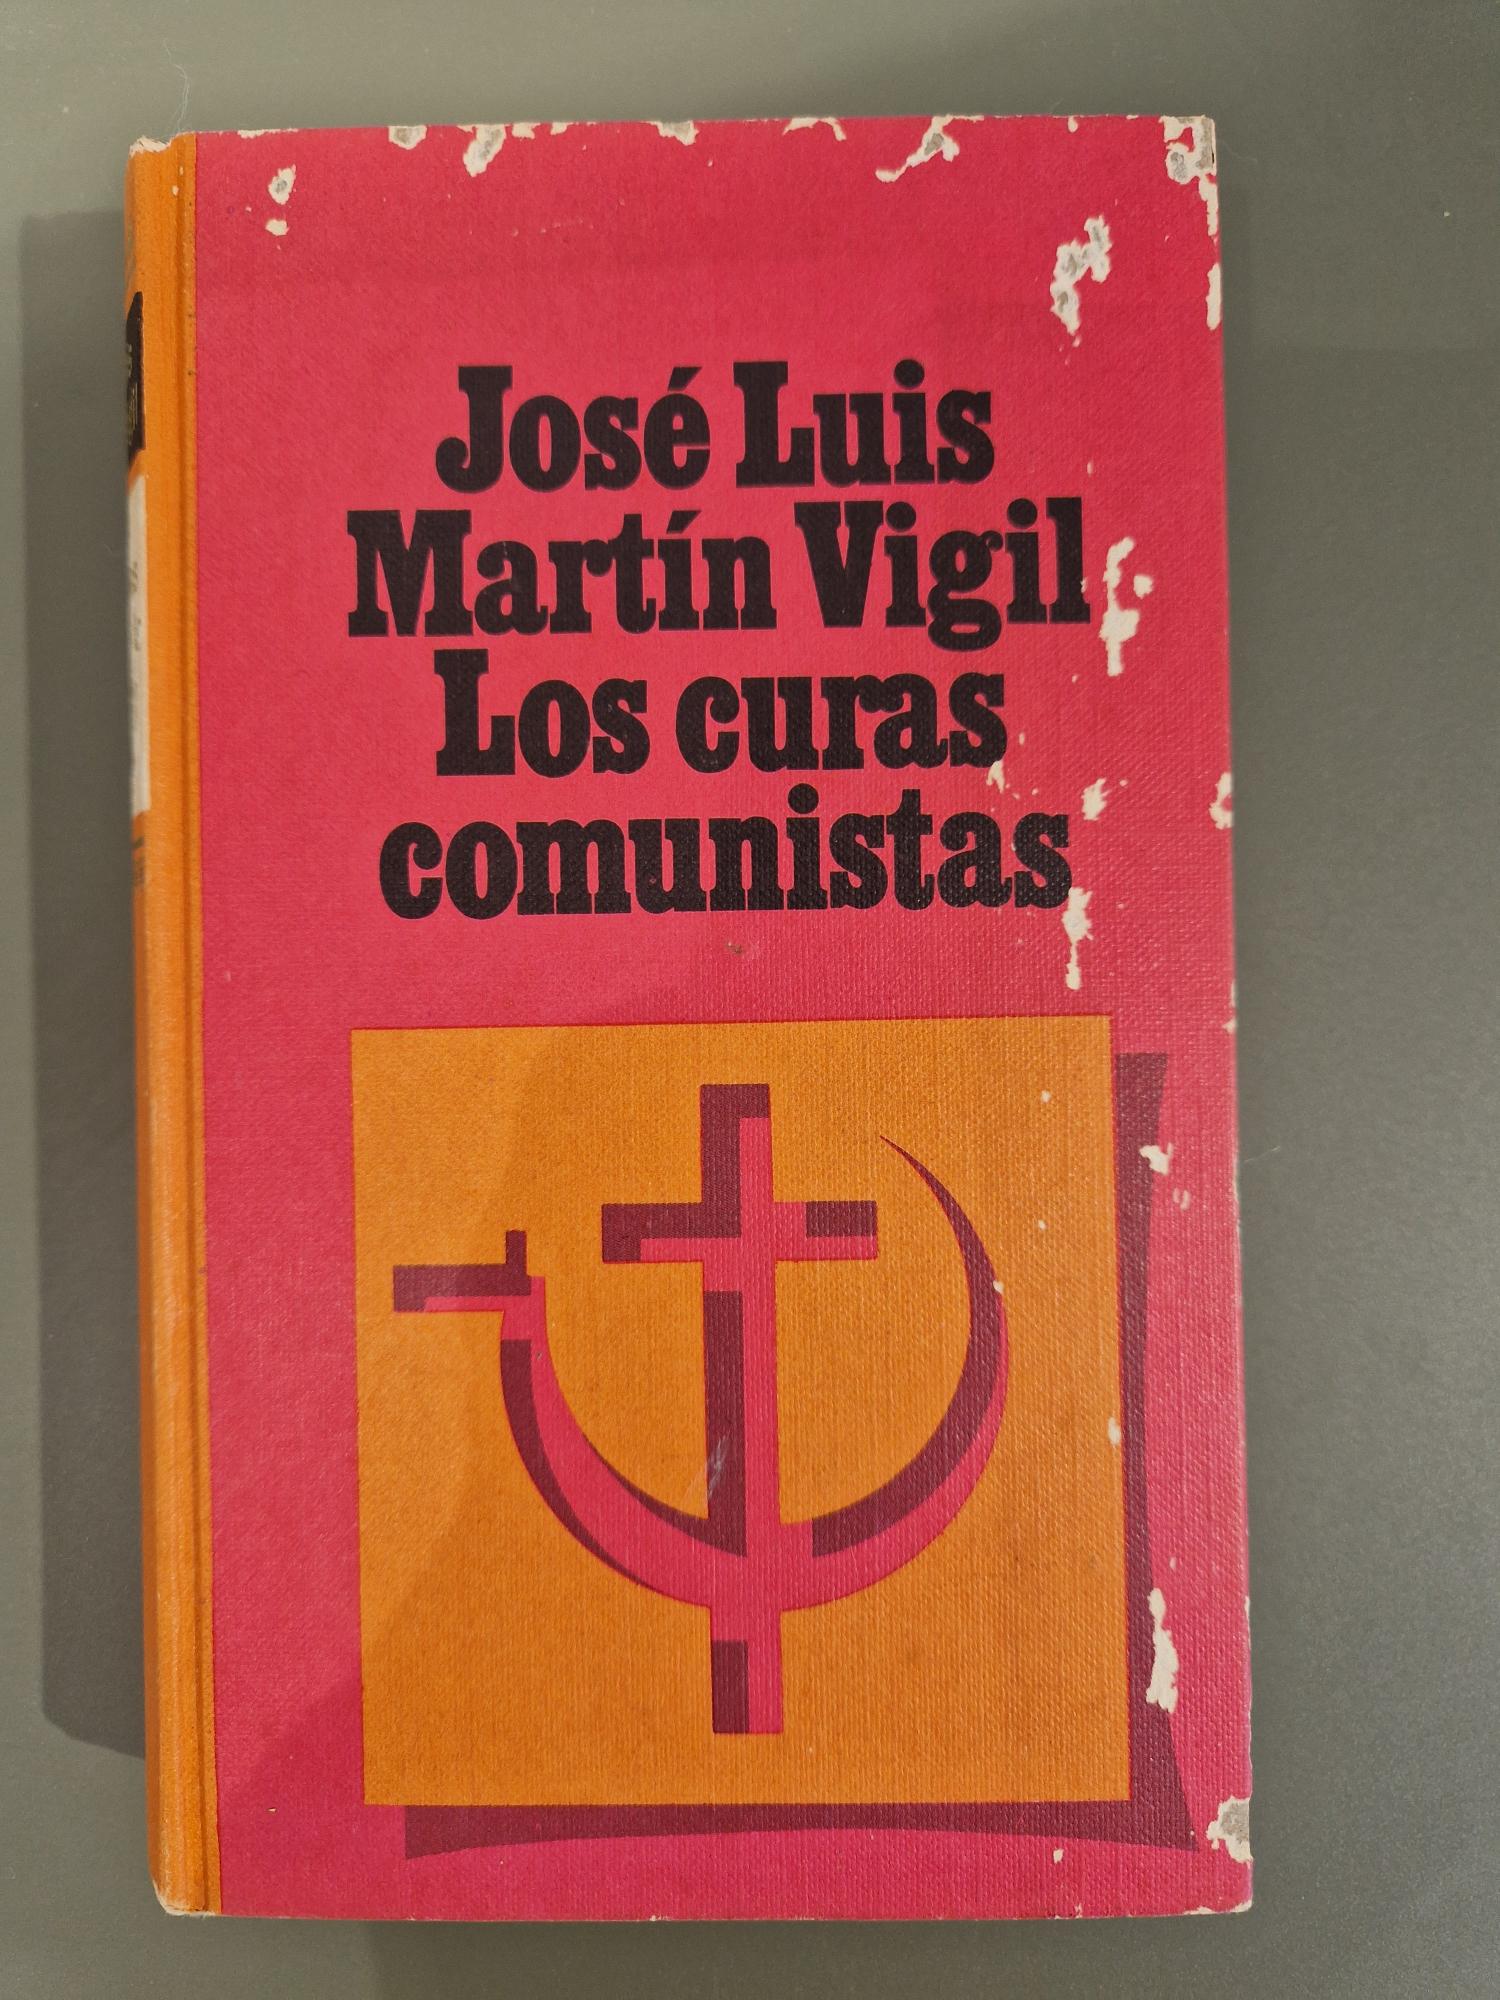 José Luis
Martín Vigil
Los curas
comunistas